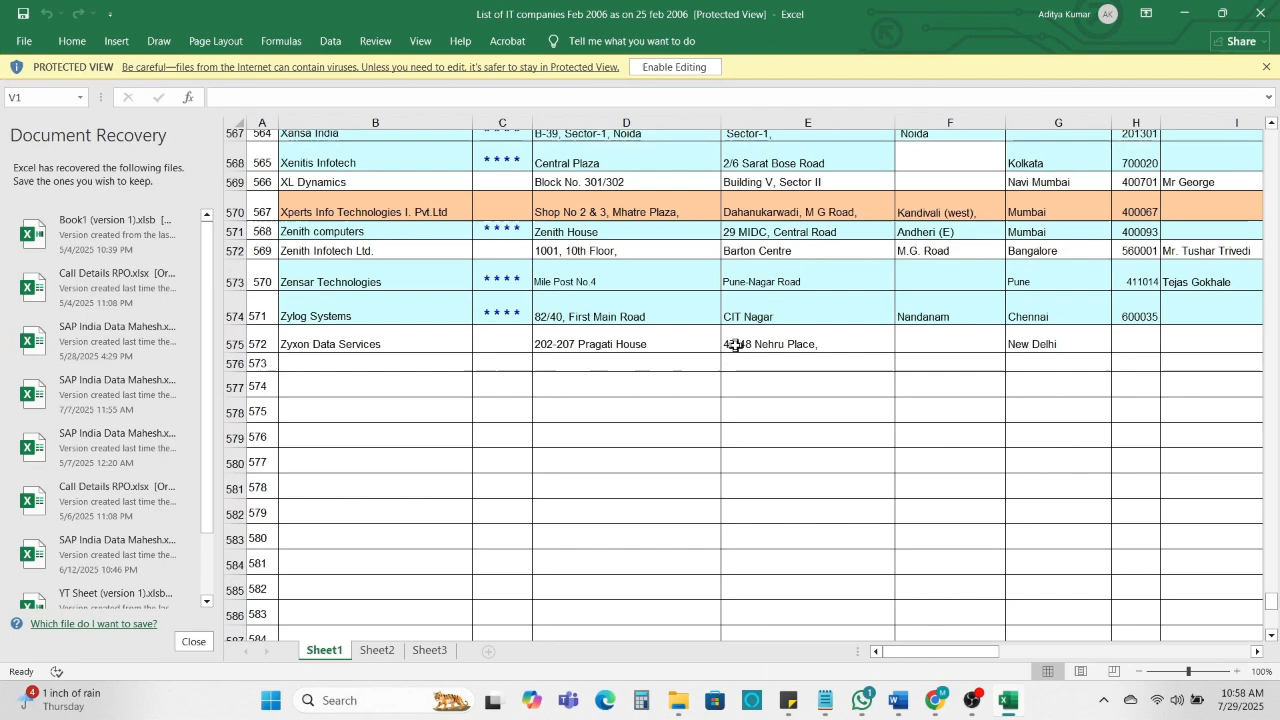 List of IT companies Feb 2006 as on 25 feb 2006 [Protected View] - Excel
Aditya Kumar AK
File Home Insert Draw Page Layout Formulas Data Review View Help Acrobat Tell me what you want to do Share
PROTECTED VIEW Be careful—files from the Internet can contain viruses. Unless you need to edit, it's safer to stay in Protected View. Enable Editing
V1 fx
Document Recovery
Excel has recovered the following files.
Save the ones you wish to keep.
Book1 (version 1).xlsb [...
Version created from the las...
5/4/2025 10:39 PM
Call Details RPO.xlsx [Or...
Version created last time the...
5/4/2025 11:08 PM
SAP India Data Mahesh.x...
Version created last time the...
5/28/2025 4:29 PM
SAP India Data Mahesh.x...
Version created last time the...
7/7/2025 11:55 AM
SAP India Data Mahesh.x...
Version created last time the...
5/7/2025 12:20 AM
Call Details RPO.xlsx [Or...
Version created last time the...
5/6/2025 11:08 PM
SAP India Data Mahesh.x...
Version created last time the...
6/12/2025 10:46 PM
YT Sheet (version 1).xlsb...
Version created from the las...
Which file do I want to save?
Close
A B C D E F G H I
567 564 Xansa India * * * * B-39, Sector-1, Noida Sector-1, Noida 201301
568 565 Xenitis Infotech * * * * Central Plaza 2/6 Sarat Bose Road Kolkata 700020
569 566 XL Dynamics Block No. 301/302 Building V, Sector II Navi Mumbai 400701 Mr George
570 567 Xperts Info Technologies I. Pvt.Ltd Shop No 2 & 3, Mhatre Plaza, Dahanukarwadi, M G Road, Kandivali (west), Mumbai 400067
571 568 Zenith computers * * * * Zenith House 29 MIDC, Central Road Andheri (E) Mumbai 400093
572 569 Zenith Infotech Ltd. 1001, 10th Floor, Barton Centre M.G. Road Bangalore 560001 Mr. Tushar Trivedi
573 570 Zensar Technologies * * * * Mile Post No.4 Pune-Nagar Road Pune 411014 Tejas Gokhale
574 571 Zylog Systems * * * * 82/40, First Main Road CIT Nagar Nandanam Chennai 600035
575 572 Zyxon Data Services 202-207 Pragati House Nehru Place, New Delhi
576 573
577 574
578 575
579 576
580 577
581 578
582 579
583 580
584 581
585 582
586 583
587 584
Sheet1 Sheet2 Sheet3
Ready 100%
4 1 inch of rain
Thursday
Search
1
10:58 AM
7/29/2025